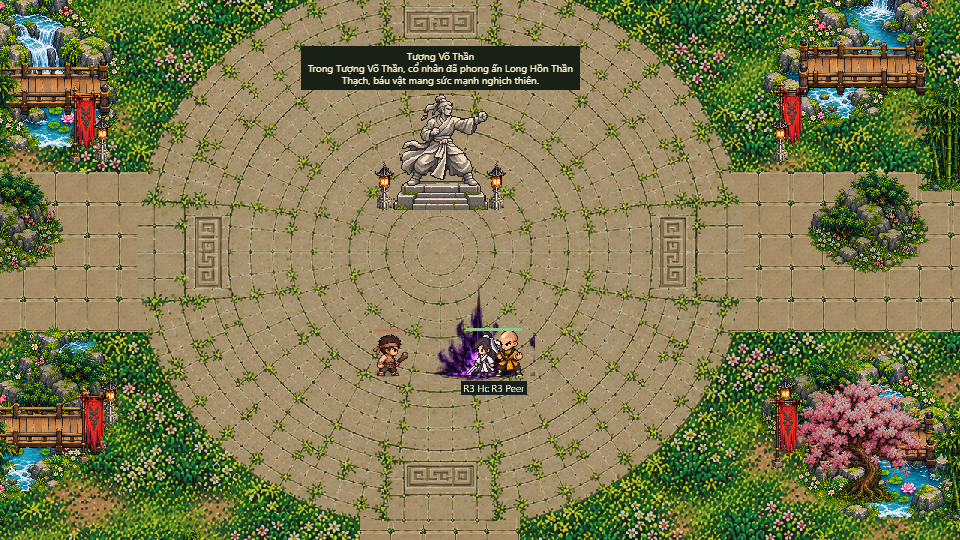 Tượng Võ Thần
Trong Tượng Võ Thần, cổ nhân đã phong ấn Long Hồn Thần
Thạch, báu vật mang sức mạnh nghịch thiên.
R3 Hc R3 Peer